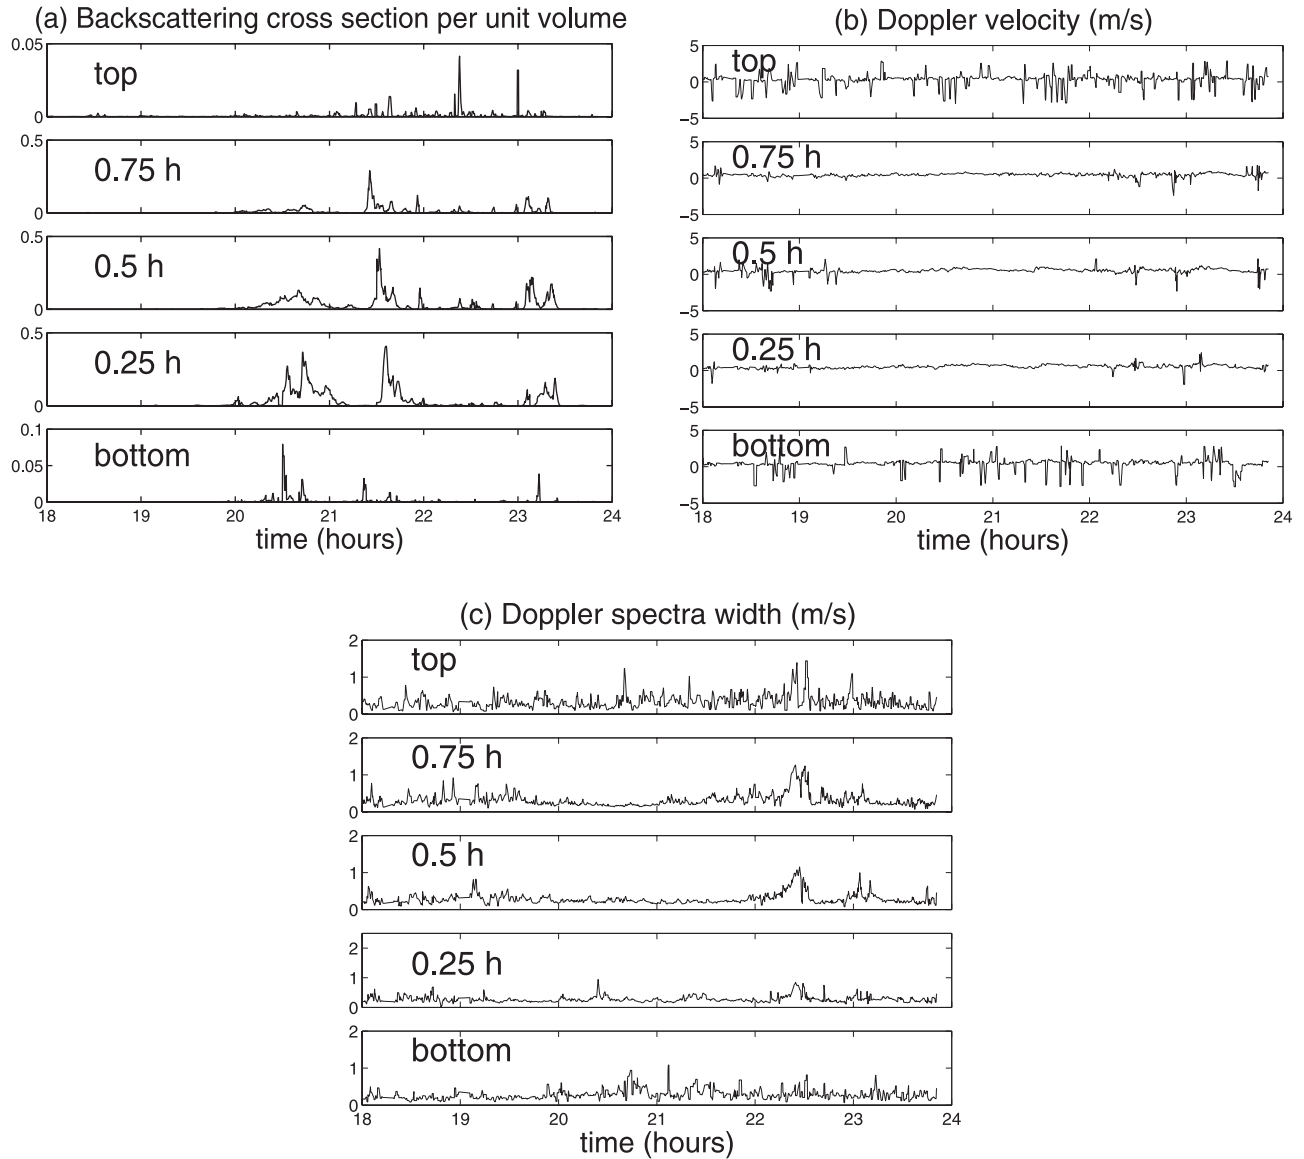 (a) Backscattering cross section per unit volume
0.05
top
0
0.5
0.75 h
0
0.5
0.5 h
0
0.5
0.25 h
0
0.1
bottom
0.05
0
18 19 20 21 22 23 24
time (hours)
(b) Doppler velocity (m/s)
5
top
0
−5
5
0.75 h
0
−5
5
0.5 h
0
−5
5
0.25 h
0
−5
5
bottom
0
−5
18 19 20 21 22 23 24
time (hours)
(c) Doppler spectra width (m/s)
2
top
1
0
2
0.75 h
1
0
2
0.5 h
1
0
2
0.25 h
1
0
2
bottom
1
0
18 19 20 21 22 23 24
time (hours)